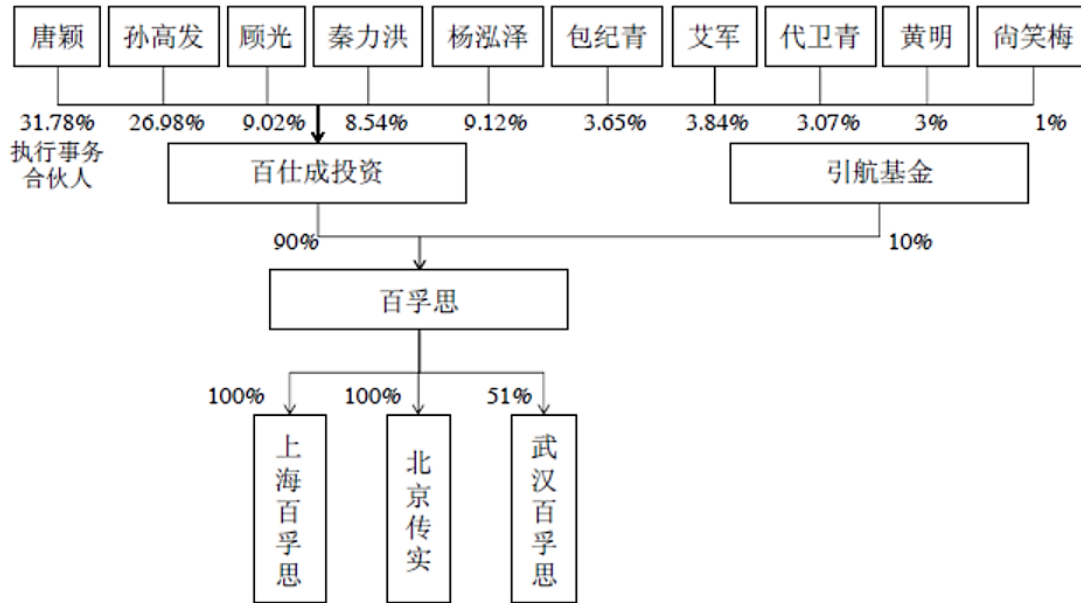 唐颖 孙高发 顾光 秦力洪 杨泓泽 包纪青 艾军 代卫青 黄明 尙笑梅
31.78% 26.98% 9.02% 8.54% 9.12% 3.65% 3.84% 3.07% 3% 1%
执行事务
合伙人
百仕成投资 引航基金
90% 10%
百孚思
100% 100% 51%
上海百孚思
北京传实
武汉百孚思